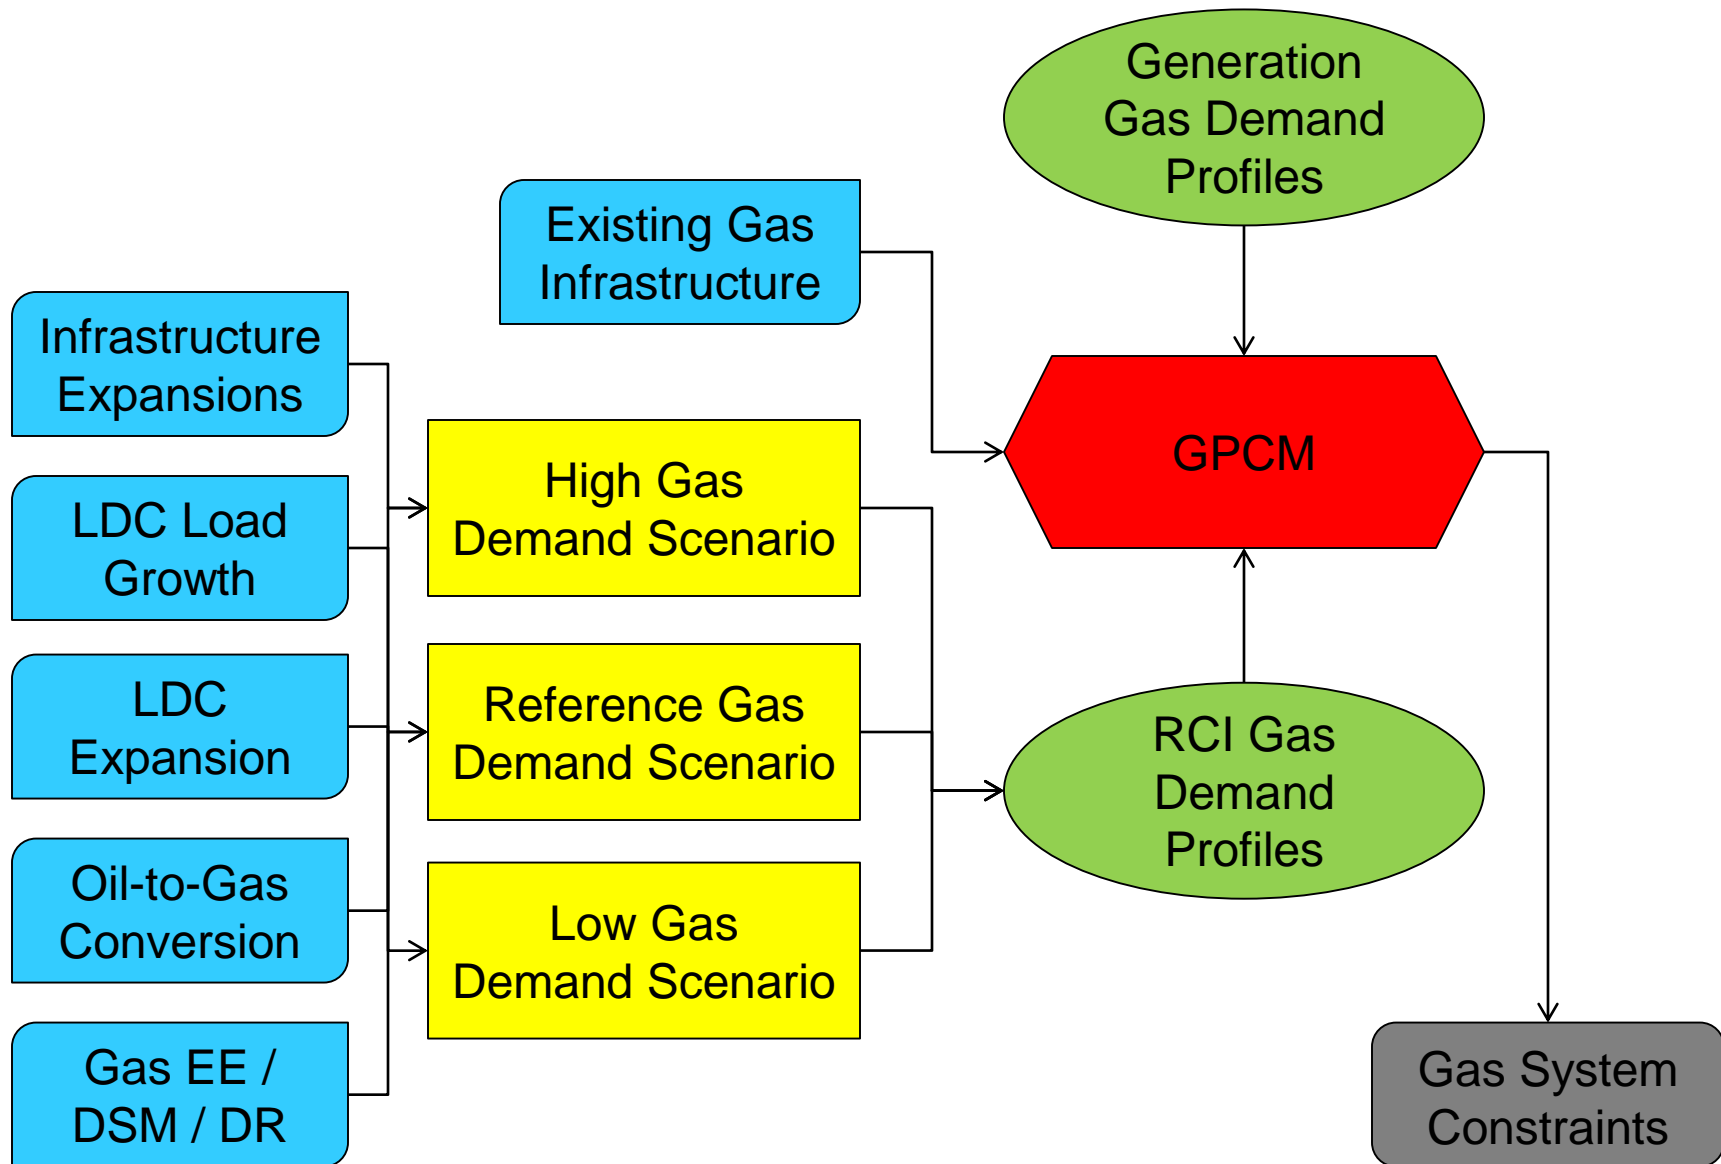 Generation
Gas Demand
Profiles
Existing Gas
Infrastructure
Infrastructure
Expansions
GPCM
High Gas
Demand Scenario
LDC Load
Growth
LDC
Expansion
Reference Gas
Demand Scenario
RCI Gas
Demand
Profiles
Oil-to-Gas
Conversion
Low Gas
Demand Scenario
Gas EE /
DSM / DR
Gas System
Constraints